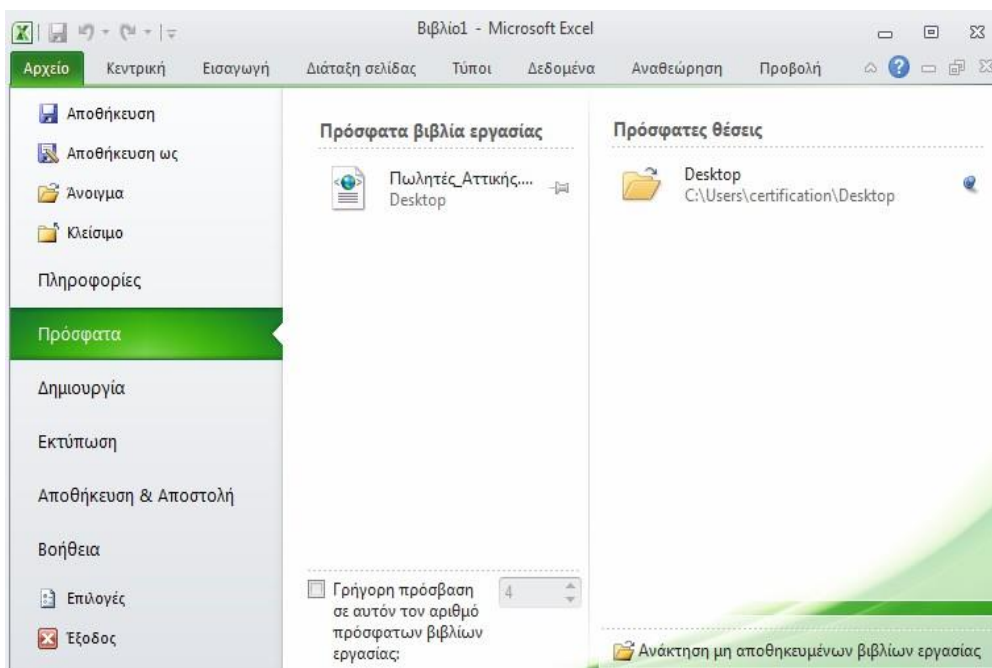 Βιβλίο1 - Microsoft Excel
Αρχείο Κεντρική Εισαγωγή Διάταξη σελίδας Τύποι Δεδομένα Αναθεώρηση Προβολή
Αποθήκευση
Αποθήκευση ως
Άνοιγμα
Κλείσιμο
Πληροφορίες
Πρόσφατα
Δημιουργία
Εκτύπωση
Αποθήκευση & Αποστολή
Βοήθεια
Επιλογές
Έξοδος
Πρόσφατα βιβλία εργασίας
Πωλητές_Αττικής....
Desktop
Γρήγορη πρόσβαση
σε αυτόν τον αριθμό
πρόσφατων βιβλίων
εργασίας:
4
Πρόσφατες θέσεις
Desktop
C:\Users\certification\Desktop
Ανάκτηση μη αποθηκευμένων βιβλίων εργασίας